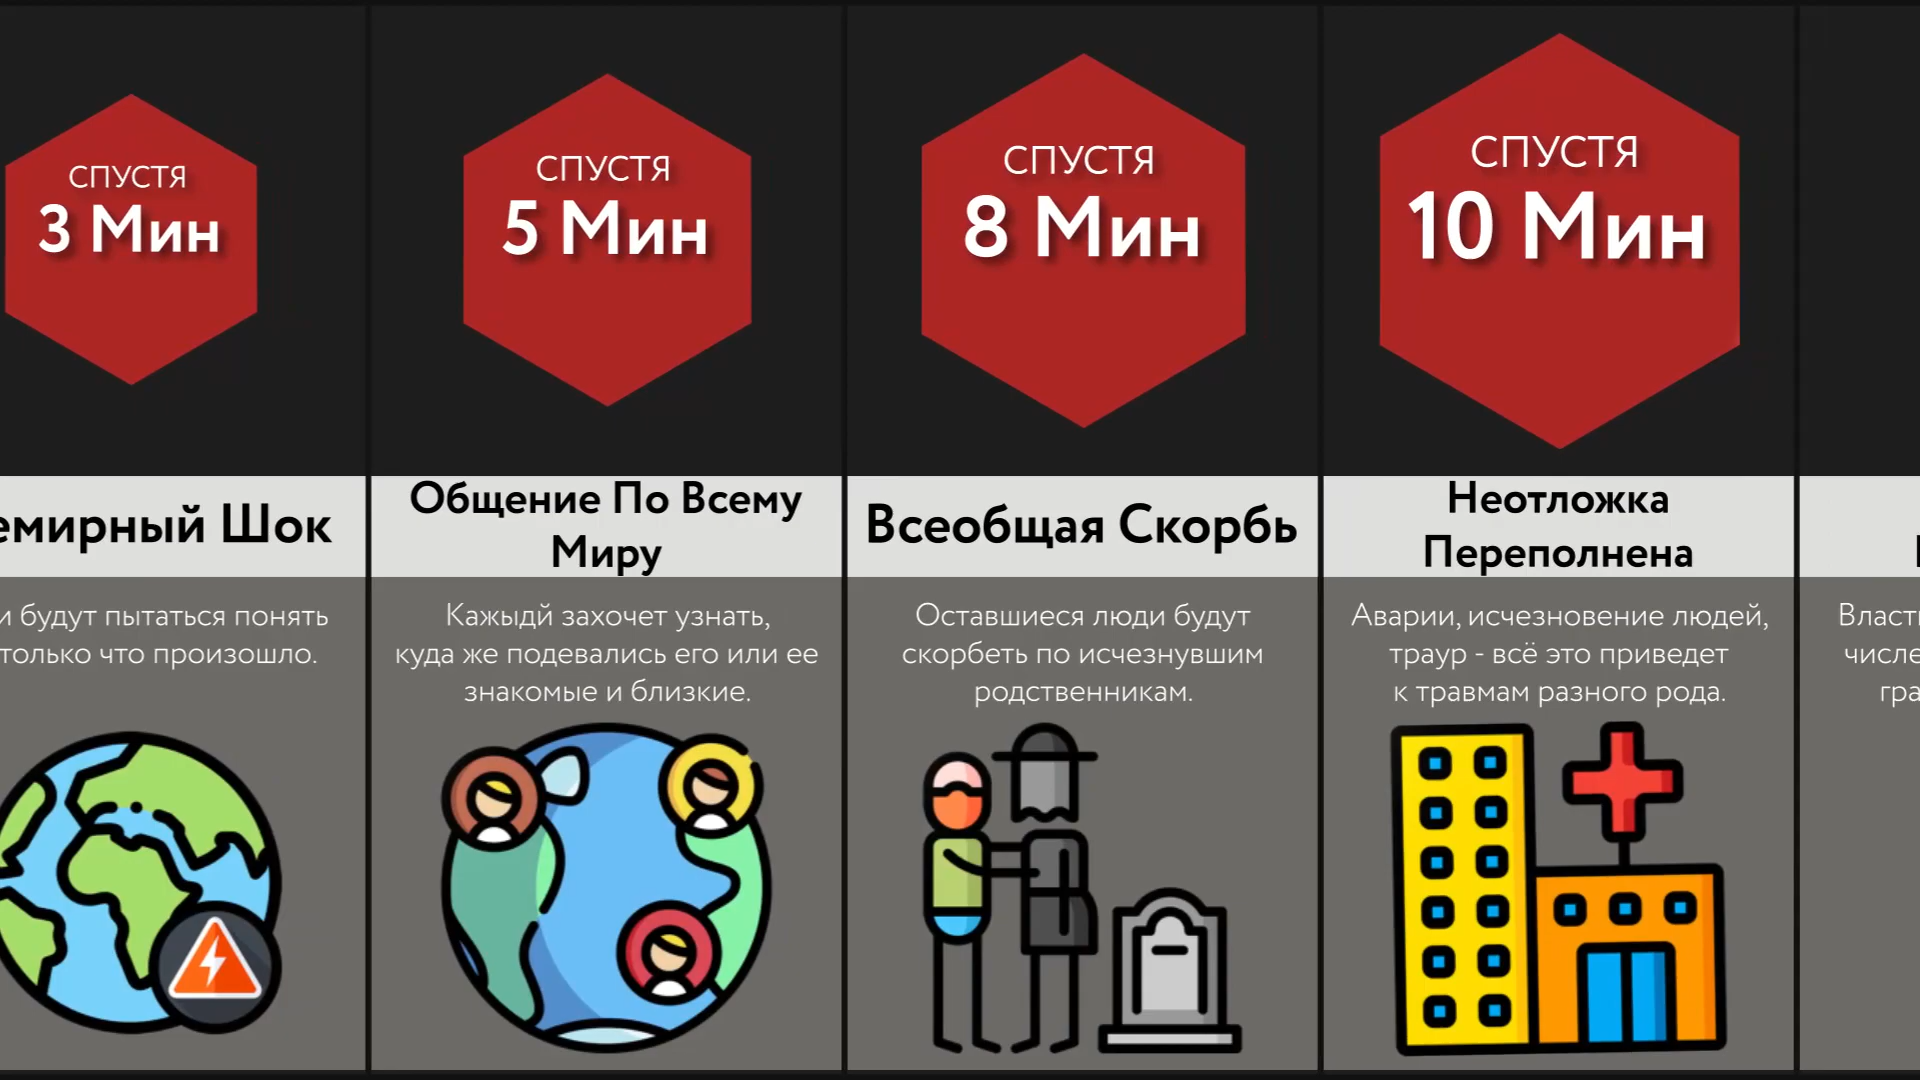 СПУСТЯ
3 Мин
емирный Шок
и будут пытаться понять
только что произошло.
СПУСТЯ
5 Мин
Общение По Всему
Миру
Кажыдй захочет узнать,
куда же подевались его или ее
знакомые и близкие.
СПУСТЯ
8 Мин
Всеобщая Скорбь
Оставшиеся люди будут
скорбеть по исчезнувшим
родственникам.
СПУСТЯ
10 Мин
Неотложка
Переполнена
Аварии, исчезновение людей,
траур - всё это приведет
к травмам разного рода.
Власт
числе
гра